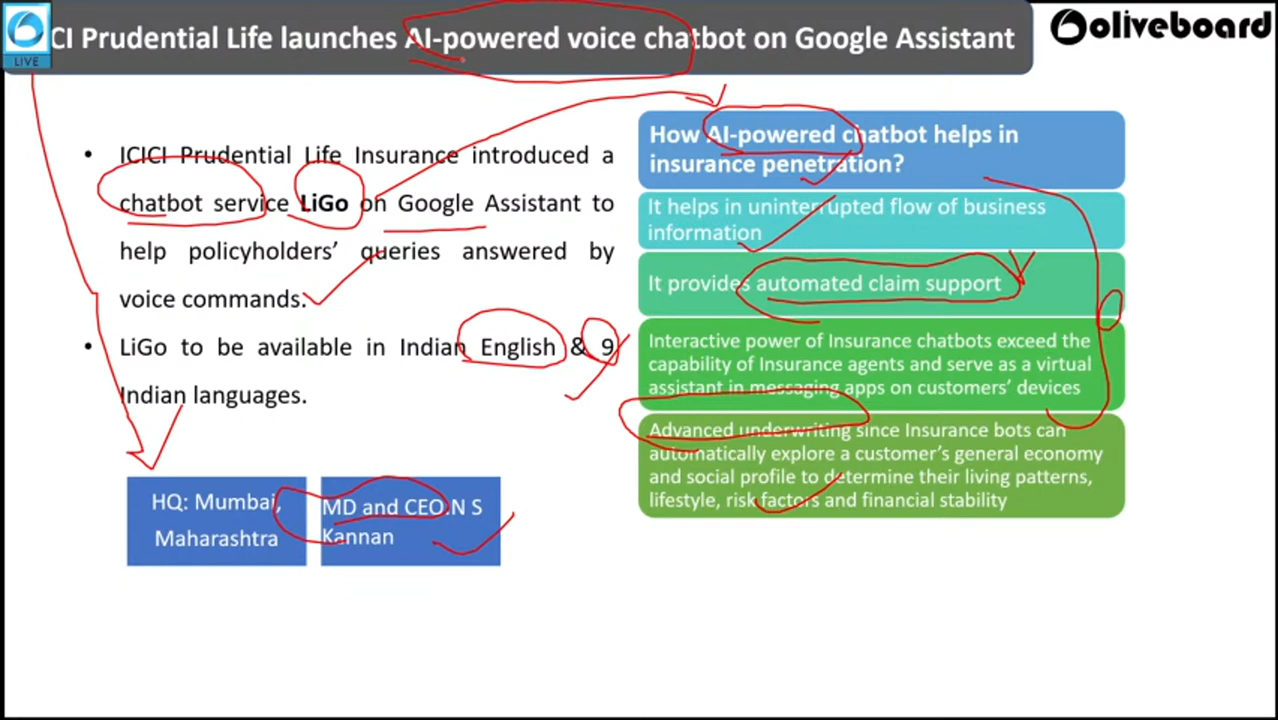 CI Prudential Life launches AI-powered voice chatbot on Google Assistant
oliveboard
LIVE
• ICICI Prudential Life Insurance introduced a
chatbot service LiGo on Google Assistant to
help policyholders’ queries answered by
voice commands.
• LiGo to be available in Indian English & 9
Indian languages.
HQ: Mumbai,
Maharashtra
MD and CEO N S
Kannan
How AI-powered chatbot helps in
insurance penetration?
It helps in uninterrupted flow of business
information
It provides automated claim support
Interactive power of Insurance chatbots exceed the
capability of Insurance agents and serve as a virtual
assistant in messaging apps on customers’ devices
Advanced underwriting since Insurance bots can
automatically explore a customer’s general economy
and social profile to determine their living patterns,
lifestyle, risk factors and financial stability